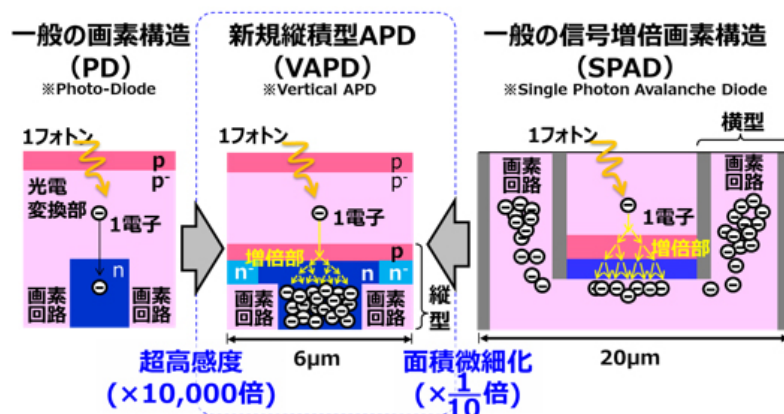 一般の画素構造
(PD)
※Photo-Diode
1フォトン
p
p⁻
光電
変換部
1電子
n
画素
回路
画素
回路
新規縦積型APD
(VAPD)
※Vertical APD
1フォトン
p
p⁻
1電子
p
増倍部
n⁻
n
n⁻
画素
回路
画素
回路
縦型
6μm
一般の信号増倍画素構造
(SPAD)
※Single Photon Avalanche Diode
1フォトン
横型
画素
回路
画素
回路
1電子
増倍部
20μm
超高感度
(×10,000倍)
面積微細化
(×1/10倍)